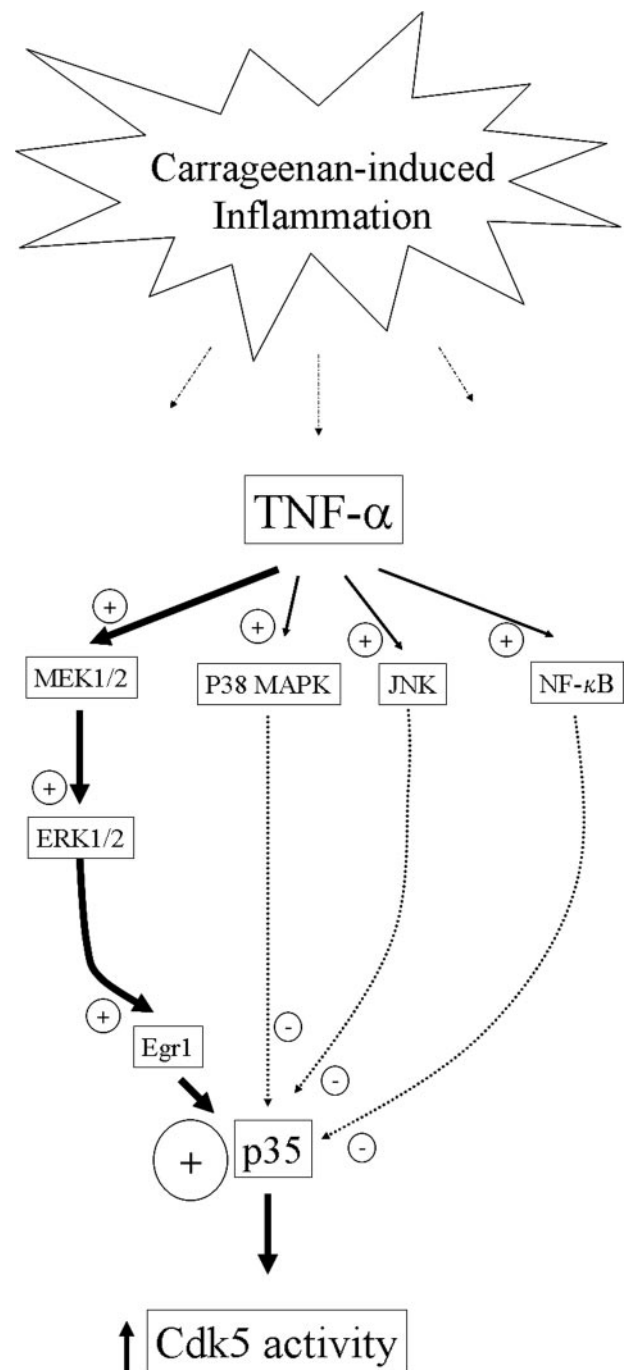 Carrageenan-induced
Inflammation
TNF-α
+
+
+
+
MEK1/2
P38 MAPK
JNK
NF-κB
+
ERK1/2
+
Egr1
-
-
-
+
p35
Cdk5 activity